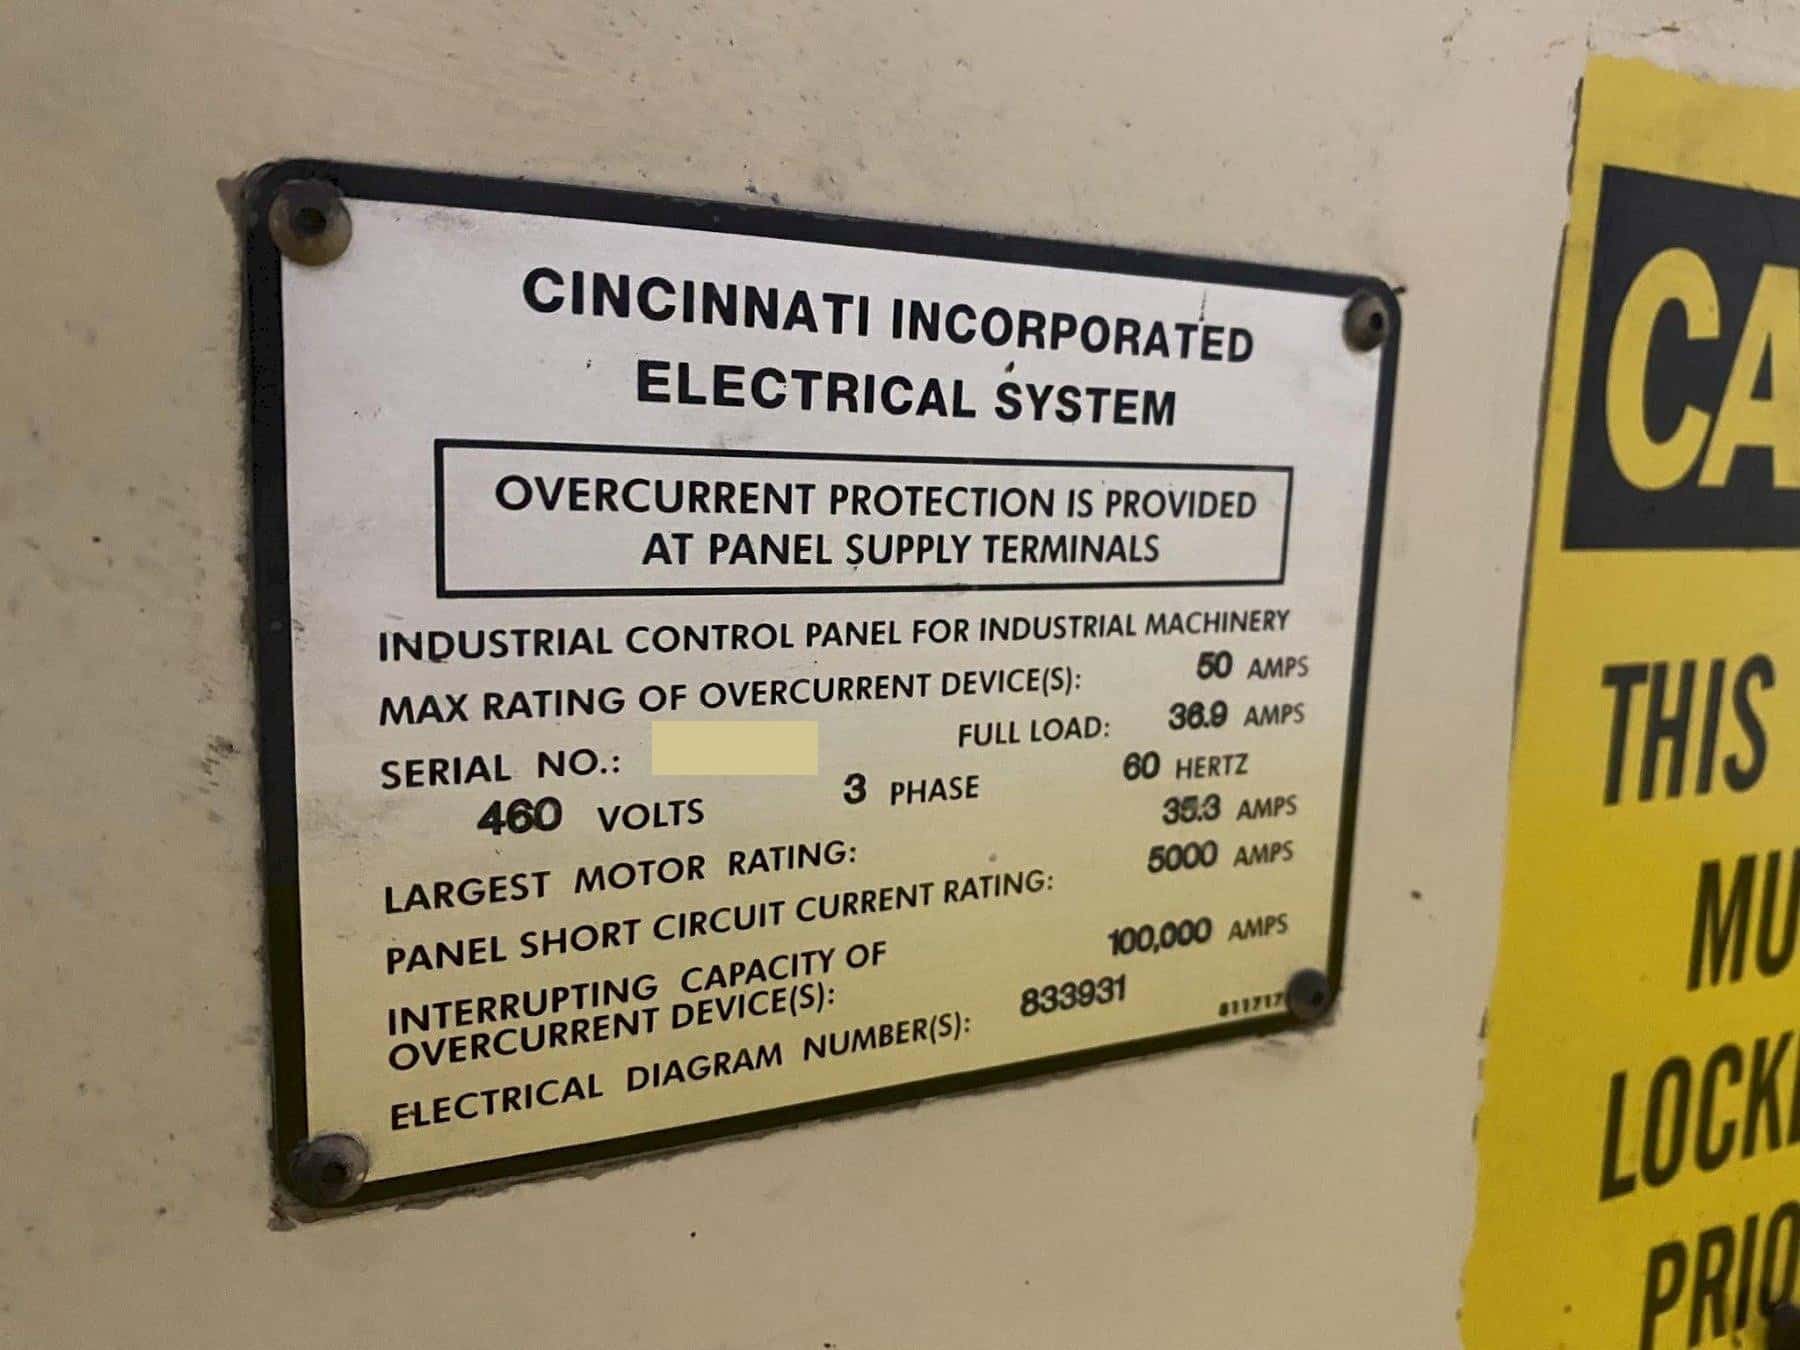 CINCINNATI INCORPORATED
ELECTRICAL SYSTEM
OVERCURRENT PROTECTION IS PROVIDED
AT PANEL SUPPLY TERMINALS
INDUSTRIAL CONTROL PANEL FOR INDUSTRIAL MACHINERY
MAX RATING OF OVERCURRENT DEVICE(S): 50 AMPS
SERIAL NO.: FULL LOAD: 36.9 AMPS
460 VOLTS 3 PHASE 60 HERTZ
LARGEST MOTOR RATING: 35.3 AMPS
PANEL SHORT CIRCUIT CURRENT RATING: 5000 AMPS
INTERRUPTING CAPACITY OF
OVERCURRENT DEVICE(S): 100,000 AMPS
ELECTRICAL DIAGRAM NUMBER(S): 833931
811717
CA
THIS
MU
LOCK
PRIO